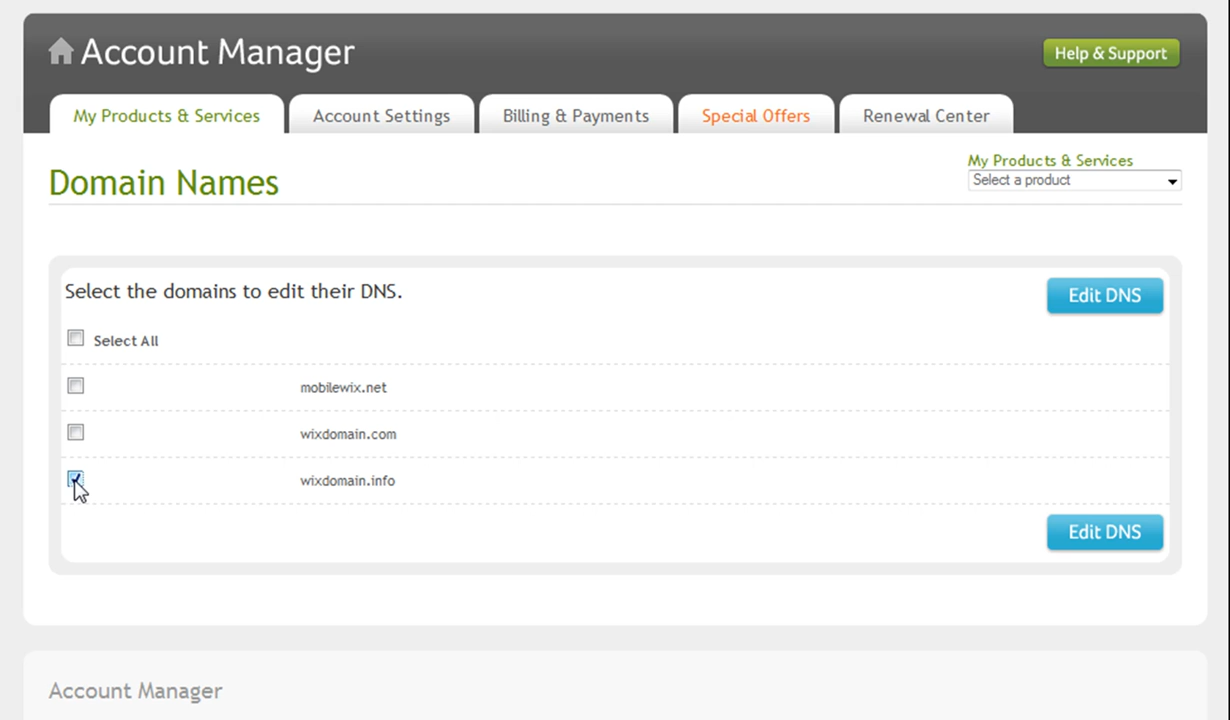 Account Manager
Help & Support
My Products & Services
Account Settings
Billing & Payments
Special Offers
Renewal Center
My Products & Services
Select a product
Domain Names
Select the domains to edit their DNS.
Edit DNS
Select All
mobilewix.net
wixdomain.com
wixdomain.info
Edit DNS
Account Manager